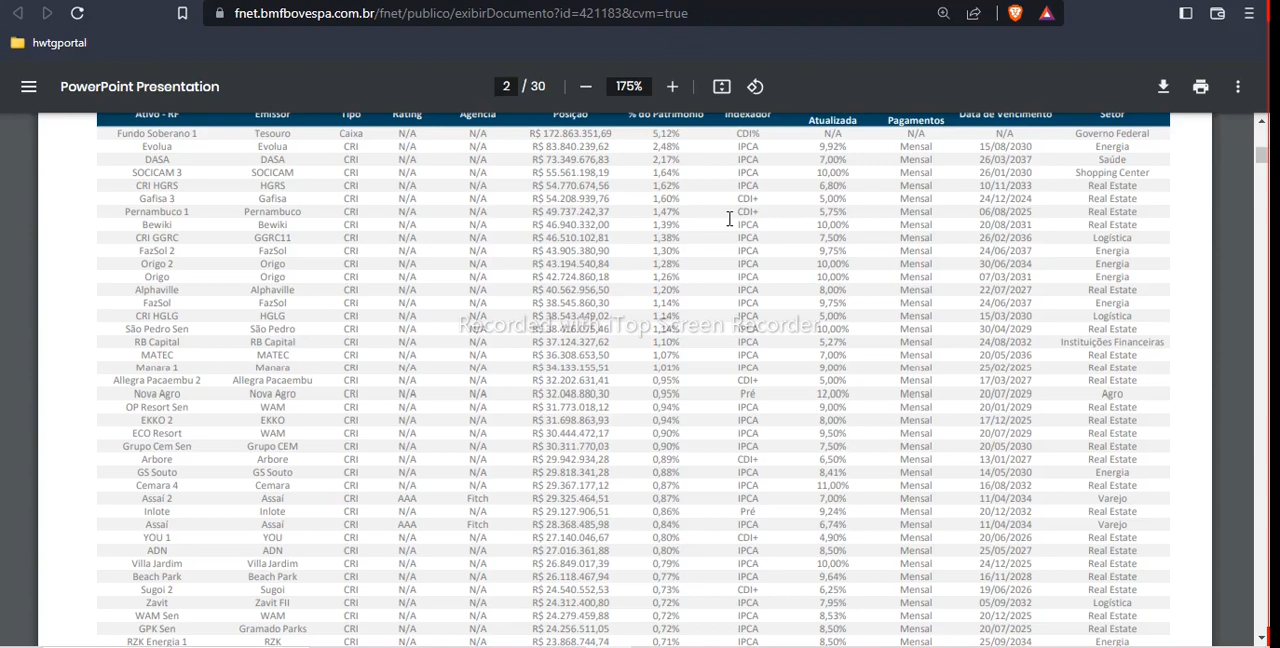 fnet.bmfbovespa.com.br/fnet/publico/exibirDocumento?id=421183&cvm=true
hwtgportal
PowerPoint Presentation 2 / 30 175%
Ativo - RF Emissor Tipo Rating Agência Posição % do Patrimônio Indexador Atualizada Pagamentos Data de Vencimento Setor
Fundo Soberano 1 Tesouro Caixa N/A N/A R$ 172.863.351,69 5,12% CDI% N/A N/A N/A Governo Federal
Evolua Evolua CRI N/A N/A R$ 83.840.239,62 2,48% IPCA 9,92% Mensal 15/08/2030 Energia
DASA DASA CRI N/A N/A R$ 73.349.676,83 2,17% IPCA 7,00% Mensal 26/03/2037 Saúde
SOCICAM 3 SOCICAM CRI N/A N/A R$ 55.561.198,19 1,64% IPCA 10,00% Mensal 26/01/2030 Shopping Center
CRI HGRS HGRS CRI N/A N/A R$ 54.770.674,56 1,62% IPCA 6,80% Mensal 10/11/2033 Real Estate
Gafisa 3 Gafisa CRI N/A N/A R$ 54.208.939,76 1,60% CDI+ 5,00% Mensal 24/12/2024 Real Estate
Pernambuco 1 Pernambuco CRI N/A N/A R$ 49.737.242,37 1,47% CDI+ 5,75% Mensal 06/08/2025 Real Estate
Bewiki Bewiki CRI N/A N/A R$ 46.940.332,00 1,39% IPCA 10,00% Mensal 20/08/2031 Real Estate
CRI GGRC GGRC11 CRI N/A N/A R$ 46.510.102,81 1,38% IPCA 7,50% Mensal 26/02/2036 Logística
FazSol 2 FazSol CRI N/A N/A R$ 43.905.380,90 1,30% IPCA 9,75% Mensal 24/06/2037 Energia
Origo 2 Origo CRI N/A N/A R$ 43.194.540,84 1,28% IPCA 10,00% Mensal 30/06/2034 Energia
Origo Origo CRI N/A N/A R$ 42.724.860,18 1,26% IPCA 10,00% Mensal 07/03/2031 Energia
Alphaville Alphaville CRI N/A N/A R$ 40.562.956,50 1,20% IPCA 8,00% Mensal 22/07/2027 Real Estate
FazSol FazSol CRI N/A N/A R$ 38.545.860,30 1,14% IPCA 9,75% Mensal 24/06/2037 Energia
CRI HGLG HGLG CRI N/A N/A R$ 38.543.449,02 1,14% IPCA 5,00% Mensal 15/03/2030 Logística
Recorded with iTop Screen Recorder
São Pedro Sen São Pedro CRI N/A N/A 1,14% IPCA 10,00% Mensal 30/04/2029 Real Estate
RB Capital RB Capital CRI N/A N/A R$ 37.124.327,62 1,10% IPCA 5,27% Mensal 24/08/2032 Instituições Financeiras
MATEC MATEC CRI N/A N/A R$ 36.308.653,50 1,07% IPCA 7,00% Mensal 20/05/2036 Real Estate
Manara 1 Manara CRI N/A N/A R$ 34.133.155,51 1,01% IPCA 9,00% Mensal 25/02/2025 Real Estate
Allegra Pacaembu 2 Allegra Pacaembu CRI N/A N/A R$ 32.202.631,41 0,95% CDI+ 5,00% Mensal 17/03/2027 Real Estate
Nova Agro Nova Agro CRI N/A N/A R$ 32.048.880,30 0,95% Pré 12,00% Mensal 20/07/2029 Agro
OP Resort Sen WAM CRI N/A N/A R$ 31.773.018,12 0,94% IPCA 9,00% Mensal 20/01/2029 Real Estate
EKKO 2 EKKO CRI N/A N/A R$ 31.698.863,93 0,94% IPCA 8,00% Mensal 17/12/2025 Real Estate
ECO Resort WAM CRI N/A N/A R$ 30.444.472,17 0,90% IPCA 9,50% Mensal 20/07/2029 Real Estate
Grupo Cem Sen Grupo CEM CRI N/A N/A R$ 30.311.770,03 0,90% IPCA 7,50% Mensal 20/05/2030 Real Estate
Arbore Arbore CRI N/A N/A R$ 29.942.934,28 0,89% CDI+ 6,50% Mensal 13/01/2027 Real Estate
GS Souto GS Souto CRI N/A N/A R$ 29.818.341,28 0,88% IPCA 8,41% Mensal 14/05/2030 Energia
Cemara 4 Cemara CRI N/A N/A R$ 29.367.177,12 0,87% IPCA 11,00% Mensal 16/08/2032 Real Estate
Assaí 2 Assaí CRI AAA Fitch R$ 29.325.464,51 0,87% IPCA 7,00% Mensal 11/04/2034 Varejo
Inlote Inlote CRI N/A N/A R$ 29.127.906,51 0,86% Pré 9,24% Mensal 20/12/2032 Real Estate
Assaí Assaí CRI AAA Fitch R$ 28.368.485,98 0,84% IPCA 6,74% Mensal 11/04/2034 Varejo
YOU 1 YOU CRI N/A N/A R$ 27.140.046,67 0,80% CDI+ 4,90% Mensal 20/06/2026 Real Estate
ADN ADN CRI N/A N/A R$ 27.016.361,88 0,80% IPCA 8,50% Mensal 25/05/2027 Real Estate
Villa Jardim Villa Jardim CRI N/A N/A R$ 26.849.017,39 0,79% IPCA 10,00% Mensal 24/12/2025 Real Estate
Beach Park Beach Park CRI N/A N/A R$ 26.118.467,94 0,77% IPCA 9,64% Mensal 16/11/2028 Real Estate
Sugoi 2 Sugoi CRI N/A N/A R$ 24.540.552,53 0,73% CDI+ 6,25% Mensal 19/06/2026 Real Estate
Zavit Zavit FII CRI N/A N/A R$ 24.312.400,80 0,72% IPCA 7,95% Mensal 05/09/2032 Logística
WAM Sen WAM CRI N/A N/A R$ 24.279.459,88 0,72% IPCA 8,53% Mensal 20/12/2025 Real Estate
GPK Sen Gramado Parks CRI N/A N/A R$ 24.256.511,05 0,72% IPCA 8,50% Mensal 20/07/2025 Real Estate
RZK Energia 1 RZK CRI N/A N/A R$ 23.868.744,74 0,71% IPCA 8,50% Mensal 25/09/2034 Energia